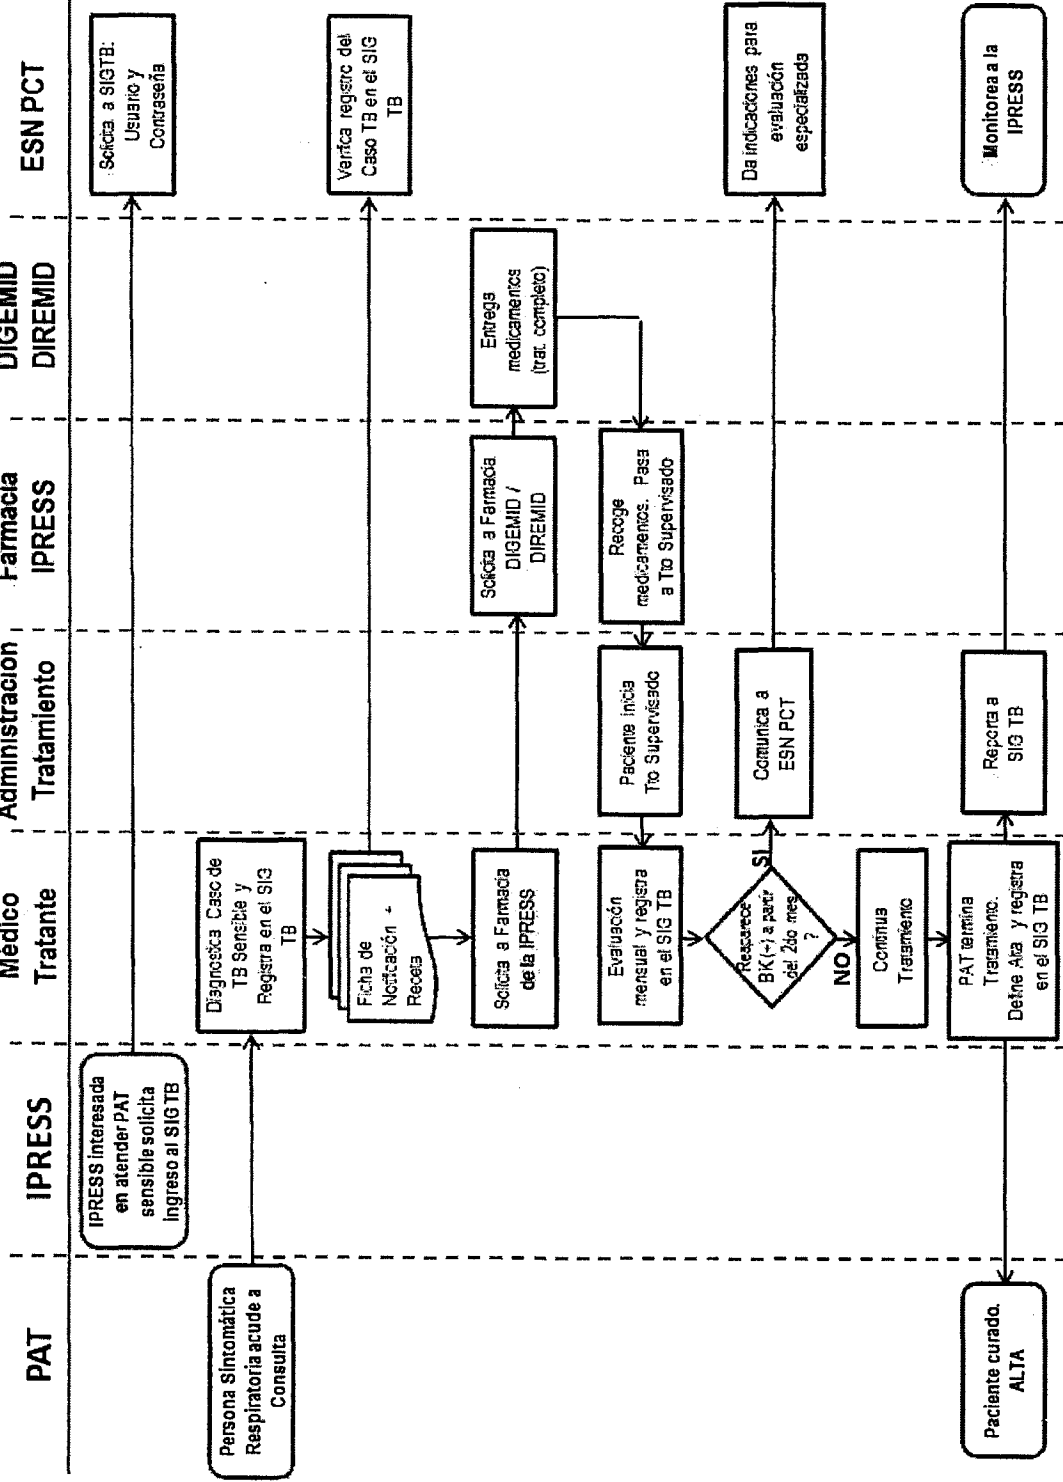 PAT
IPRESS
Médico
Tratante
Administracion
Tratamiento
Farmacia
IPRESS
DIGEMID
DIREMID
ESN PCT
IPRESS interesada
en atender PAT
sensible solicita
ingreso al SIGTB
Solicita a SIGTB:
Usuario y
Contraseña
Persona Sintomática
Respiratoria acude a
Consulta
Diagnostica Caso de
TB Sensible y
Registra en el SIG
TB
Ficha de
Notificación +
Receta
Verifica registro del
Caso TB en el SIG
TB
Solicita a Farmacia
de la IPRESS
Solicita a Farmacia
DIGEMID /
DIREMID
Entrega
medicamentos
(trat. completo)
Recoge
medicamentos. Pasa
a Tto Supervisado
Paciente inicia
Tto Supervisado
Evaluación
mensual y registra
en el SIG TB
Reaparece
BK (+) a partir
del 2do mes
?
SI
NO
Comunica a
ESN PCT
Da indicaciones para
evaluación
especializada
Continua
Tratamiento
PAT termina
Tratamiento.
Define Alta y registra
en el SIG TB
Reporta a
SIG TB
Monitorea a la
IPRESS
Paciente curado.
ALTA